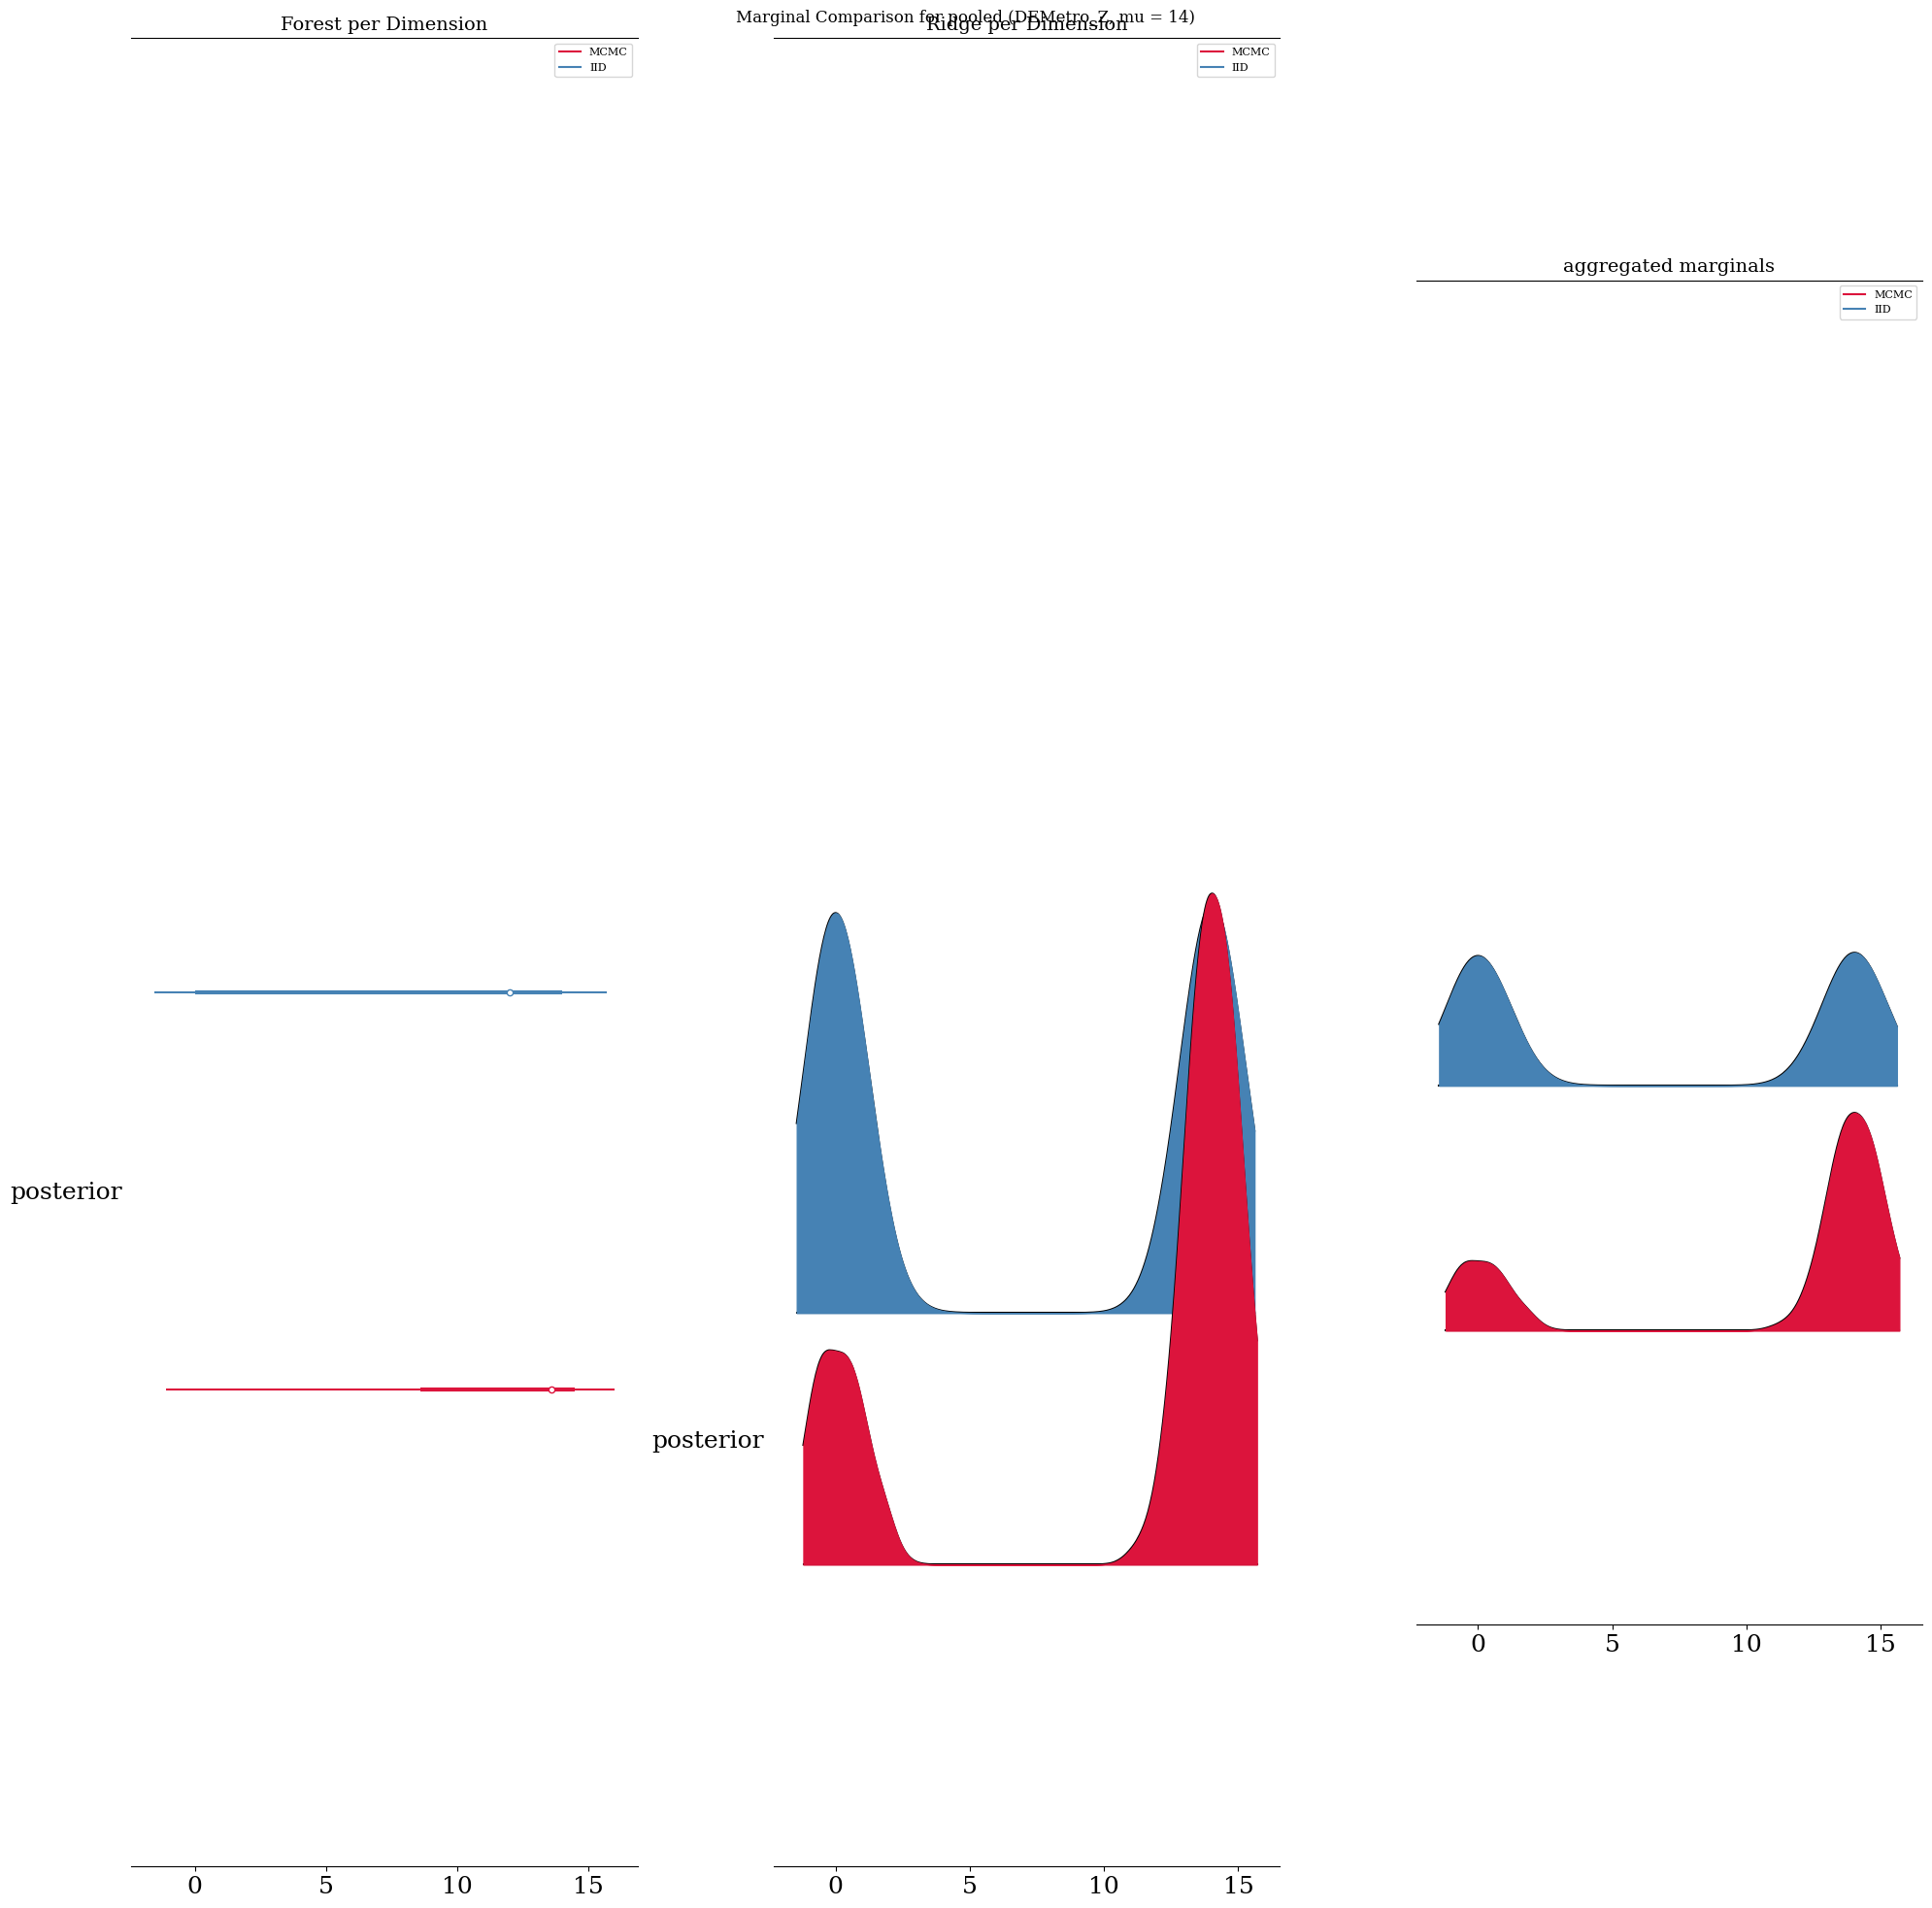 Marginal Comparison for pooled (DEMetro_Z, mu = 14)
Forest per Dimension
MCMC
IID
posterior
0 5 10 15
Ridge per Dimension
MCMC
IID
posterior
0 5 10 15
aggregated marginals
MCMC
IID
0 5 10 15